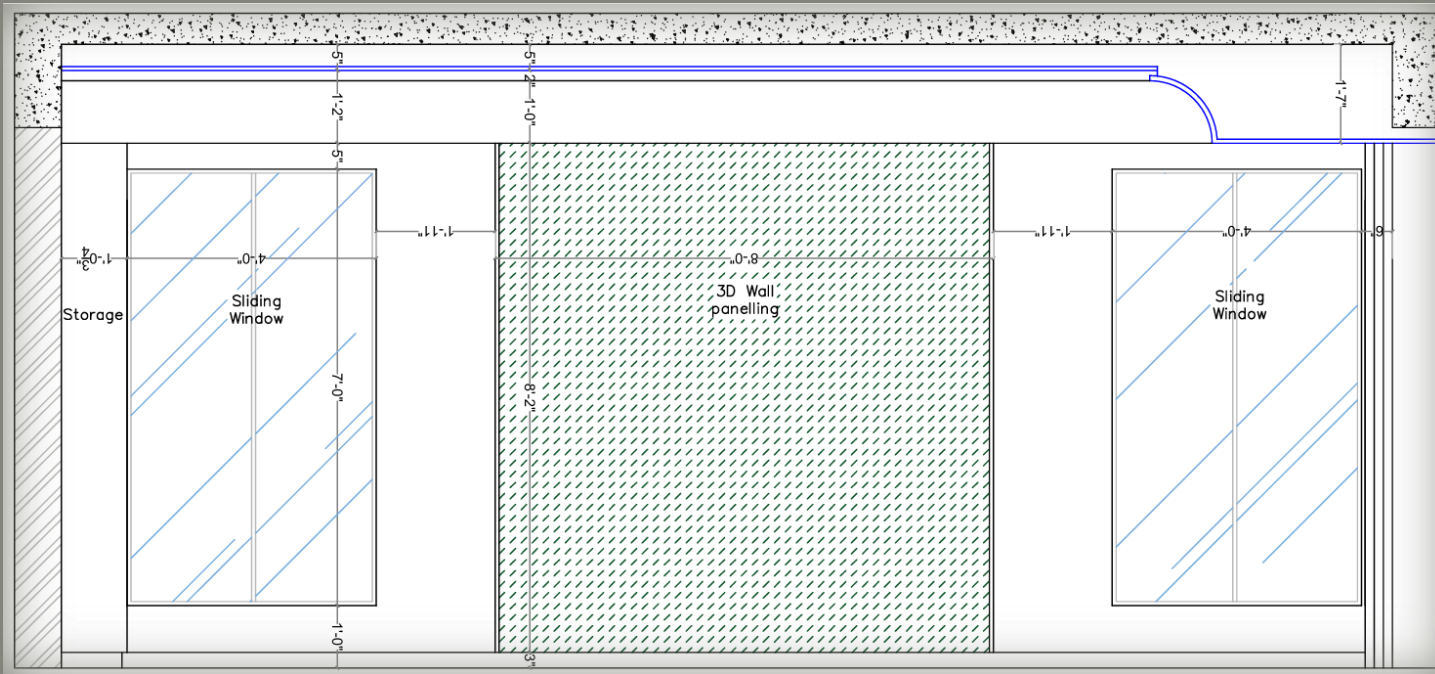 5"
5"
2"
1'-2"
1'-0"
1'-7"
5"
1'-11"
1'-11"
4'-0"
6"
1'-0¾"
4'-0"
8'-0"
3D Wall
panelling
Sliding
Window
Sliding
Window
Storage
7'-0"
8'-2"
1'-0"
3"